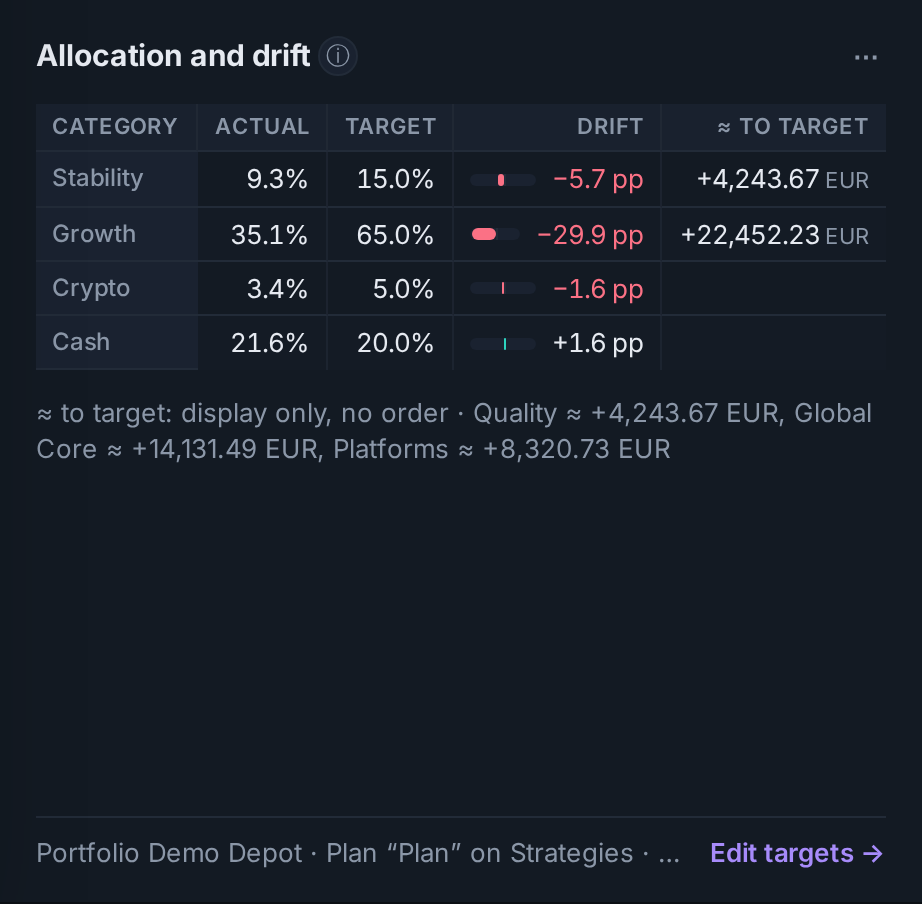 Allocation and drift ⓘ ...
CATEGORY ACTUAL TARGET DRIFT ≈ TO TARGET
Stability 9.3% 15.0% −5.7 pp +4,243.67 EUR
Growth 35.1% 65.0% −29.9 pp +22,452.23 EUR
Crypto 3.4% 5.0% −1.6 pp
Cash 21.6% 20.0% +1.6 pp
≈ to target: display only, no order · Quality ≈ +4,243.67 EUR, Global
Core ≈ +14,131.49 EUR, Platforms ≈ +8,320.73 EUR
Portfolio Demo Depot · Plan “Plan” on Strategies · ... Edit targets →